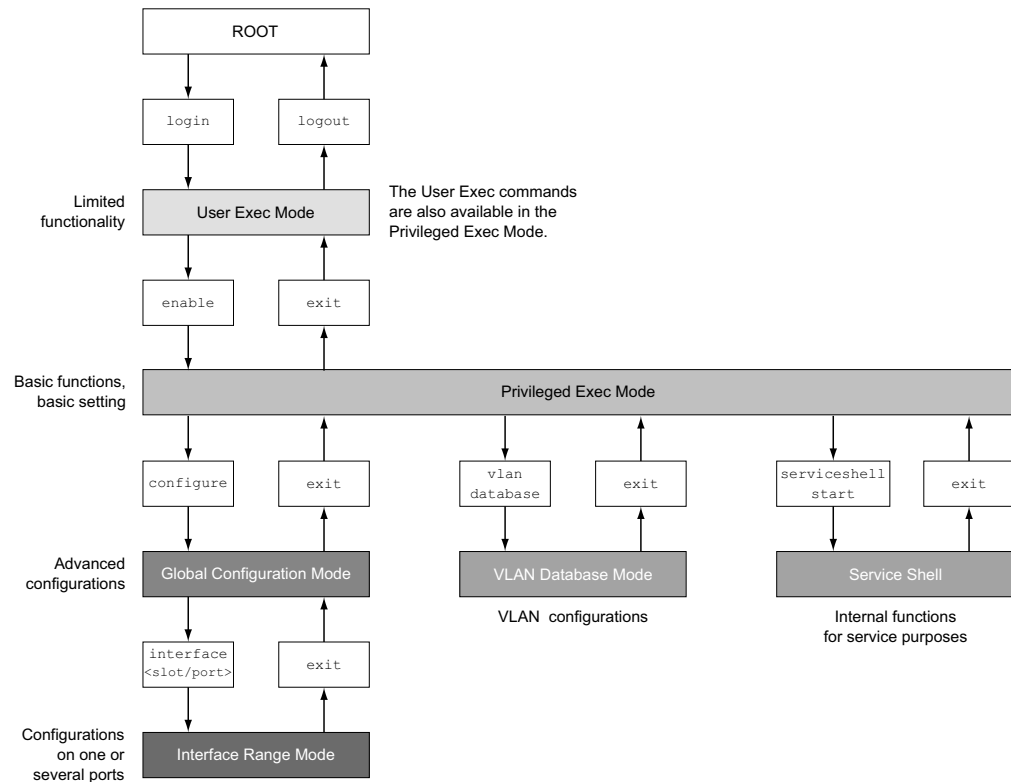 ROOT
login
logout
Limited
functionality
User Exec Mode
The User Exec commands
are also available in the
Privileged Exec Mode.
enable
exit
Basic functions,
basic setting
Privileged Exec Mode
configure
exit
vlan
database
exit
serviceshell
start
exit
Advanced
configurations
Global Configuration Mode
VLAN Database Mode
Service Shell
VLAN configurations
Internal functions
for service purposes
interface
<slot/port>
exit
Configurations
on one or
several ports
Interface Range Mode